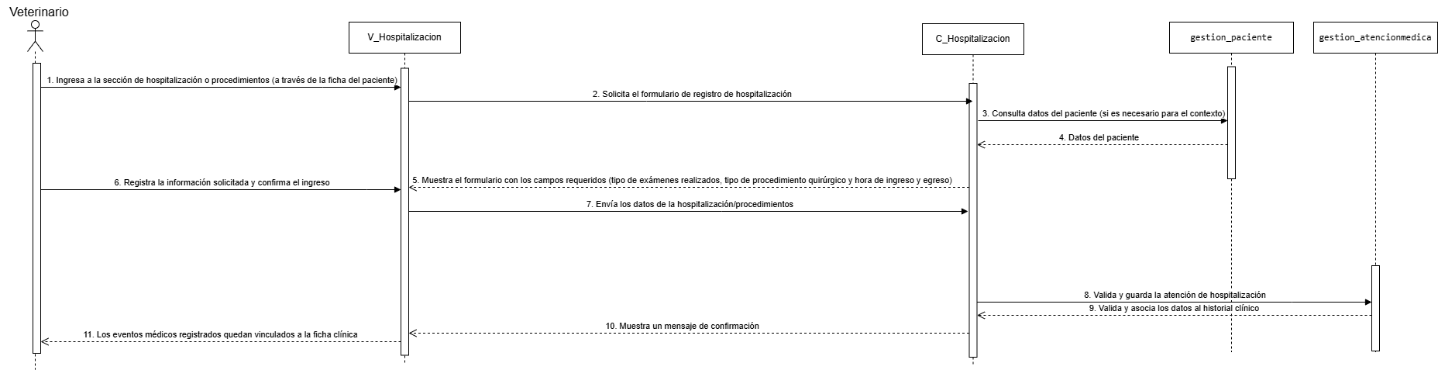 Veterinario
V_Hospitalizacion
C_Hospitalizacion
gestion_paciente
gestion_atencionmedica
1. Ingresa a la sección de hospitalización o procedimientos (a través de la ficha del paciente)
2. Solicita el formulario de registro de hospitalización
3. Consulta datos del paciente (si es necesario para el contexto)
4. Datos del paciente
5. Muestra el formulario con los campos requeridos (tipo de exámenes realizados, tipo de procedimiento quirúrgico y hora de ingreso y egreso)
6. Registra la información solicitada y confirma el ingreso
7. Envía los datos de la hospitalización/procedimientos
8. Valida y guarda la atención de hospitalización
9. Valida y asocia los datos al historial clínico
10. Muestra un mensaje de confirmación
11. Los eventos médicos registrados quedan vinculados a la ficha clínica